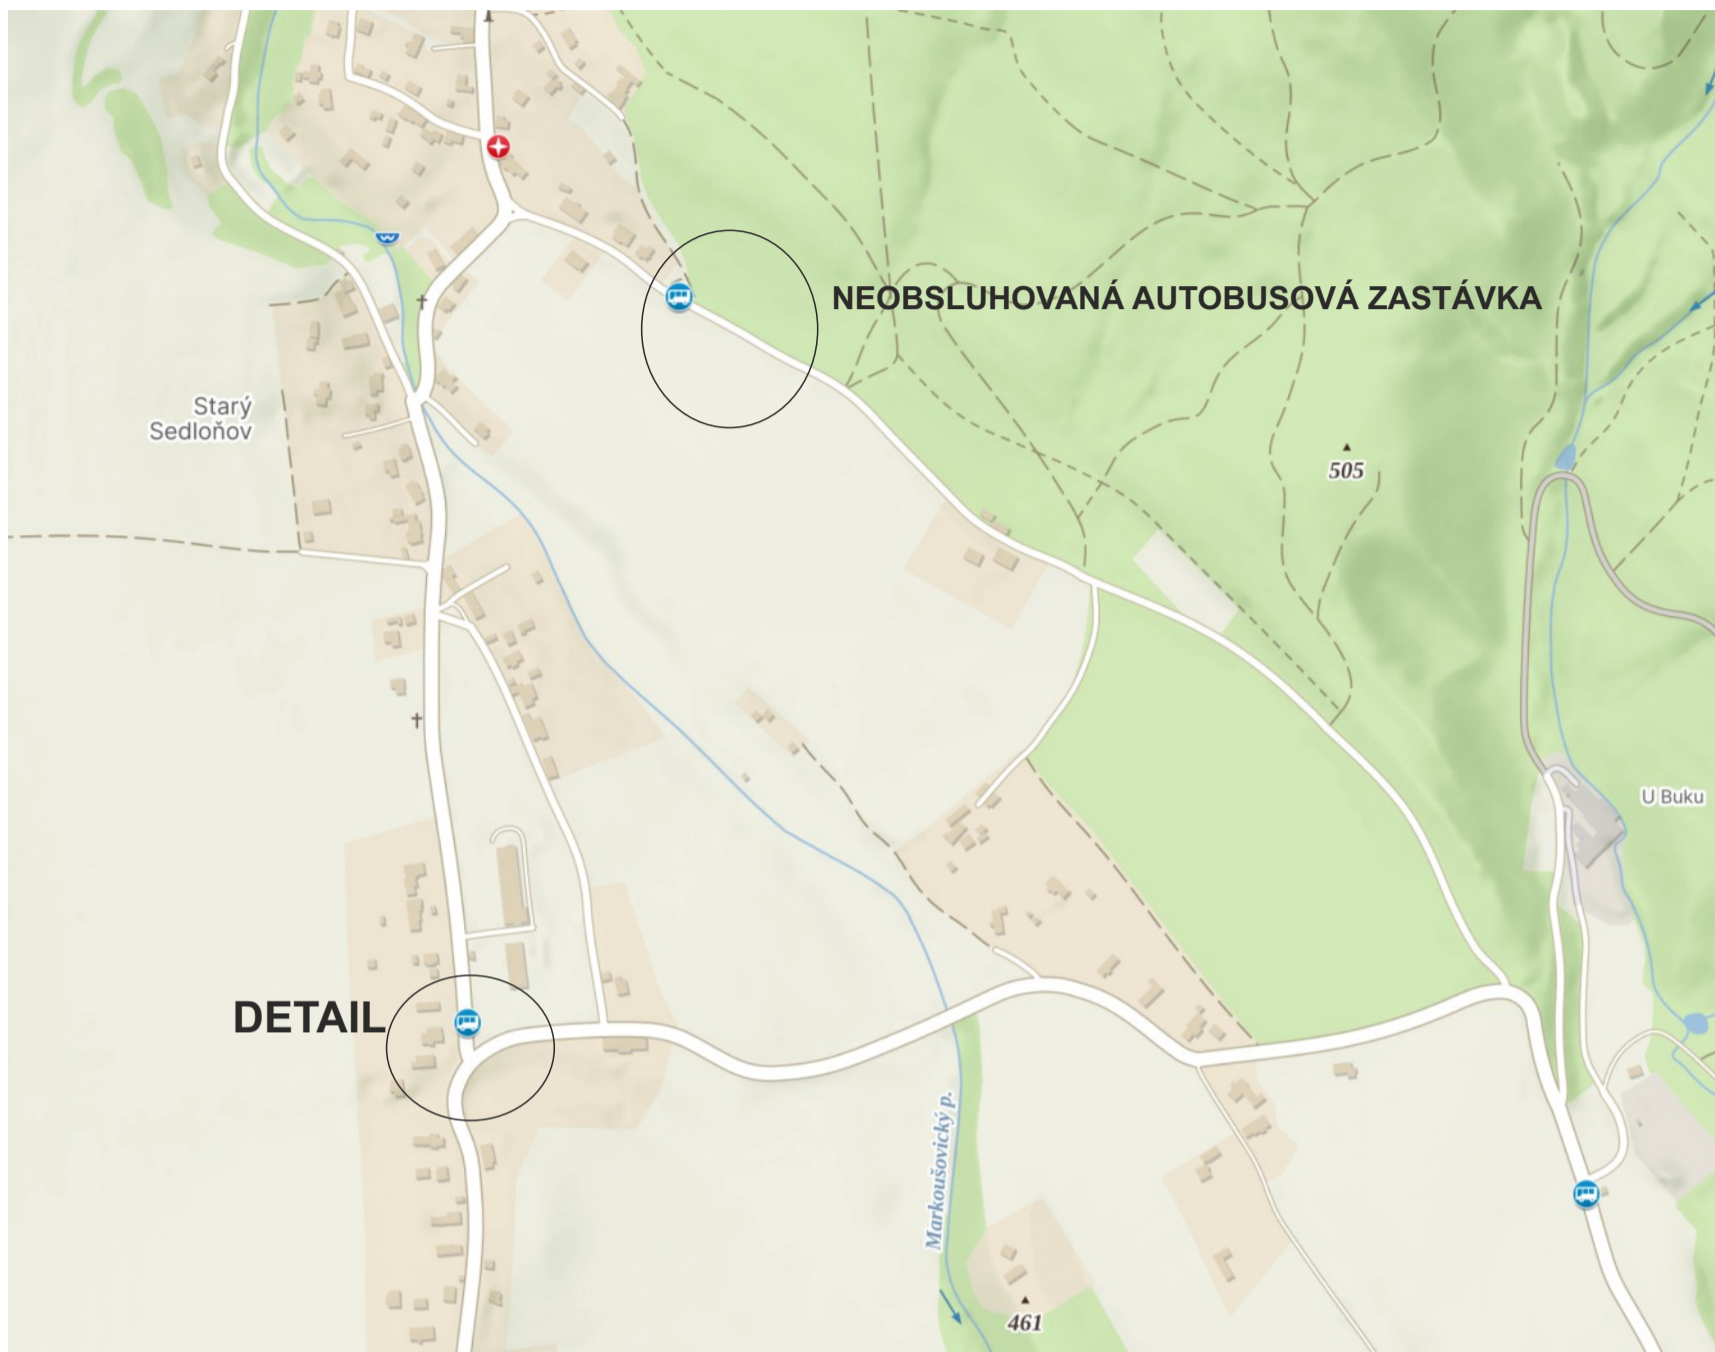 NEOBSLUHOVANÁ AUTOBUSOVÁ ZASTÁVKA
Starý
Sedloňov
505
U Buku
DETAIL
Markoušovický p.
461